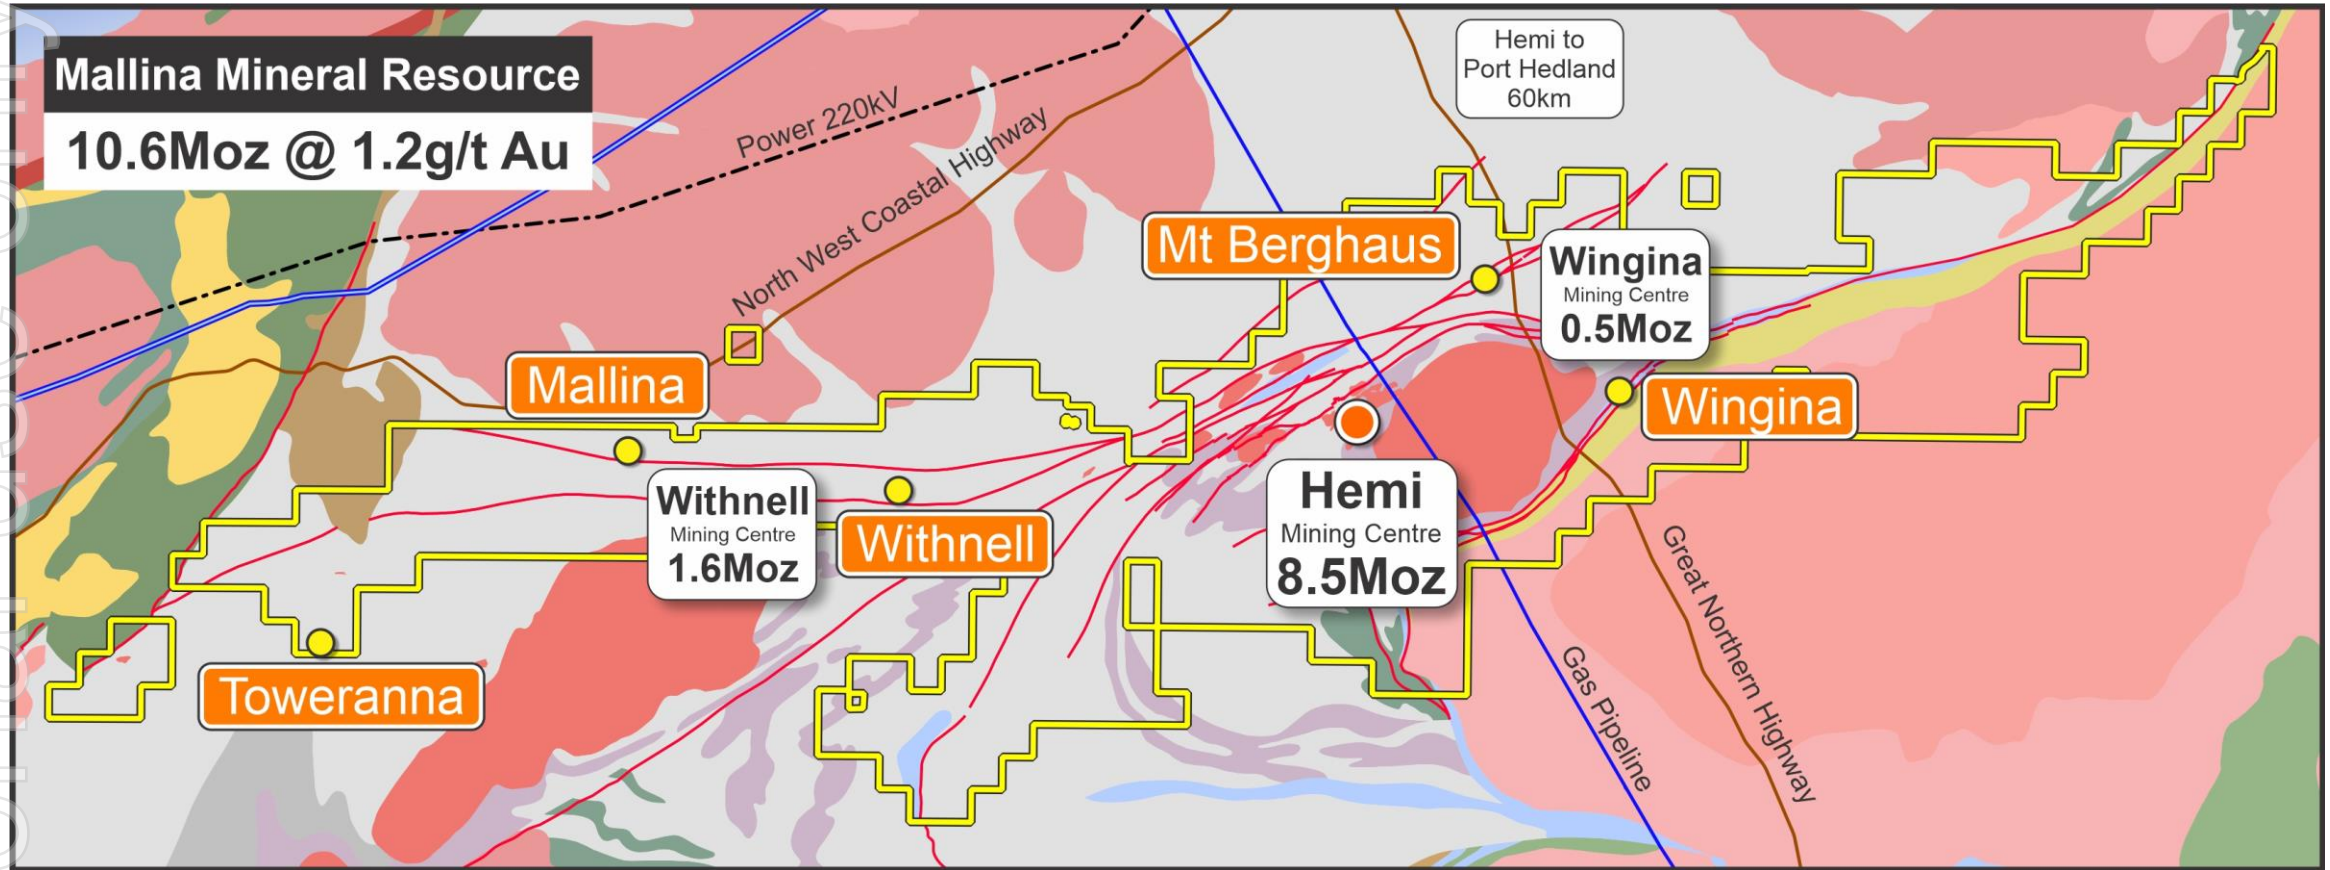 Mallina Mineral Resource
10.6Moz @ 1.2g/t Au
Hemi to
Port Hedland
60km
Power 220kV
North West Coastal Highway
Mt Berghaus
Wingina
Mining Centre
0.5Moz
Mallina
Wingina
Withnell
Mining Centre
1.6Moz
Withnell
Hemi
Mining Centre
8.5Moz
Toweranna
Gas Pipeline
Great Northern Highway